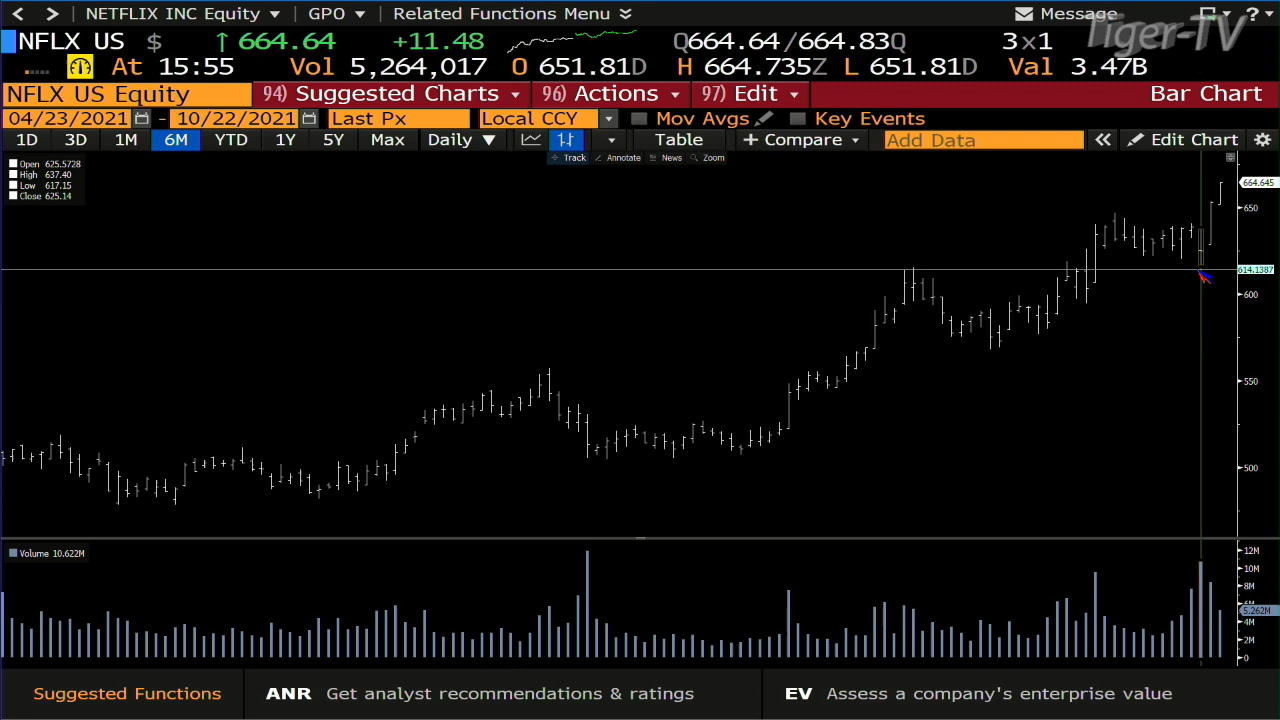 NETFLIX INC Equity GPO Related Functions Menu Message ?
Tiger-TV
NFLX US $ ↑ 664.64 +11.48 Q664.64/664.83Q 3x1
At 15:55 Vol 5,264,017 O 651.81D H 664.735Z L 651.81D Val 3.47B
NFLX US Equity 94) Suggested Charts 96) Actions 97) Edit Bar Chart
04/23/2021 - 10/22/2021 Last Px Local CCY Mov Avgs Key Events
1D 3D 1M 6M YTD 1Y 5Y Max Daily ▼ Table + Compare Add Data « Edit Chart
Track Annotate News Zoom
Open 625.5728
High 637.40
Low 617.15
Close 625.14
664.645
650
614.1387
600
550
500
Volume 10.622M
12M
10M
8M
5.262M
4M
2M
0
Suggested Functions ANR Get analyst recommendations & ratings EV Assess a company's enterprise value